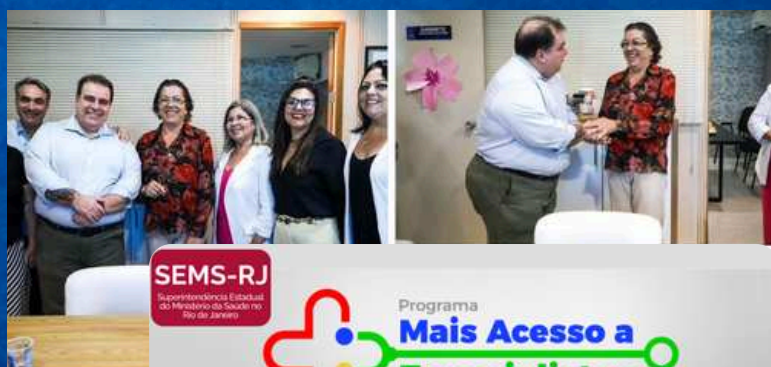 SEMS-RJ
Superintendência Estadual
do Ministério da Saúde no
Rio de Janeiro
Programa
Mais Acesso a